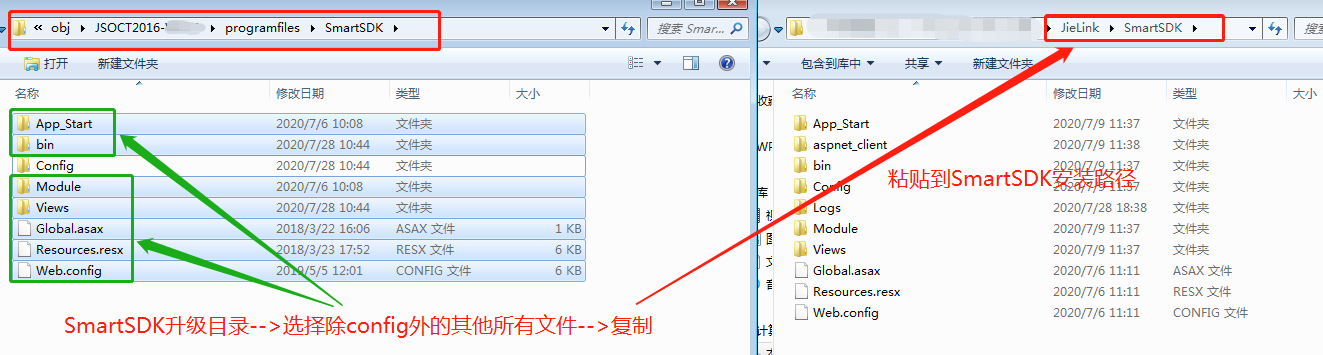 « obj ▸ JSOCT2016- ▸ programfiles ▸ SmartSDK ▸
搜索 Smar...
打开 新建文件夹
名称 修改日期 类型 大小
App_Start 2020/7/6 10:08 文件夹
bin 2020/7/28 10:44 文件夹
Config 2020/7/28 10:44 文件夹
Module 2020/7/6 10:08 文件夹
Views 2020/7/28 10:44 文件夹
Global.asax 2018/3/22 16:06 ASAX 文件 1 KB
Resources.resx 2018/3/23 17:52 RESX 文件 6 KB
Web.config 2019/5/5 12:01 CONFIG 文件 6 KB
SmartSDK升级目录-->选择除config外的其他所有文件-->复制
JieLink ▸ SmartSDK ▸
包含到库中 共享 新建文件夹
名称 修改日期 类型 大小
App_Start 2020/7/9 11:37 文件夹
aspnet_client 2020/7/9 11:38 文件夹
bin 2020/7/9 11:37 文件夹
Config 2020/7/9 11:37 文件夹
Logs 2020/7/28 18:38 文件夹
Module 2020/7/9 11:37 文件夹
Views 2020/7/9 11:37 文件夹
Global.asax 2020/7/6 11:11 ASAX 文件
Resources.resx 2020/7/6 11:11 RESX 文件
Web.config 2020/7/6 11:11 CONFIG 文件
粘贴到SmartSDK安装路径